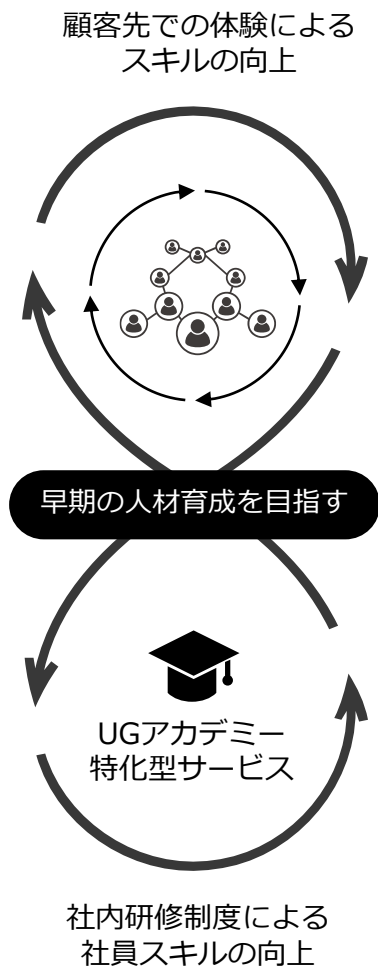 顧客先での体験による
スキルの向上
早期の人材育成を目指す
UGアカデミー
特化型サービス
社内研修制度による
社員スキルの向上